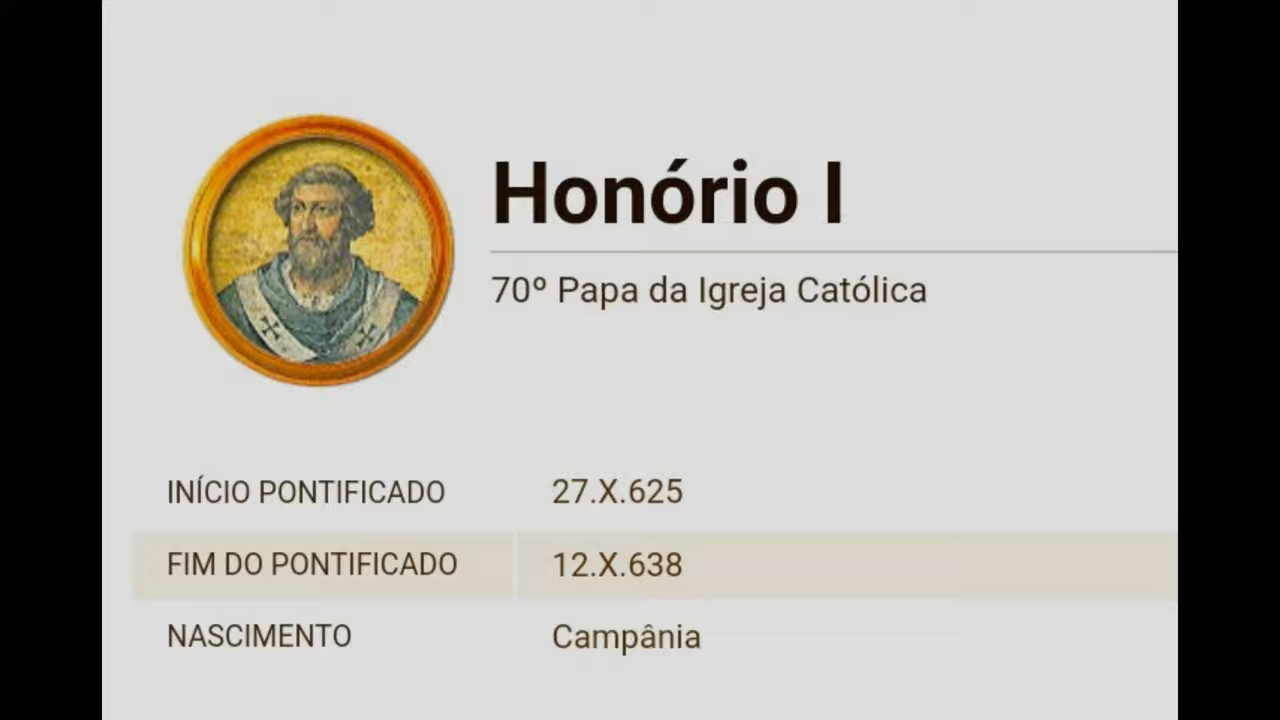 Honório I
70º Papa da Igreja Católica
INÍCIO PONTIFICADO 27.X.625
FIM DO PONTIFICADO 12.X.638
NASCIMENTO Campânia